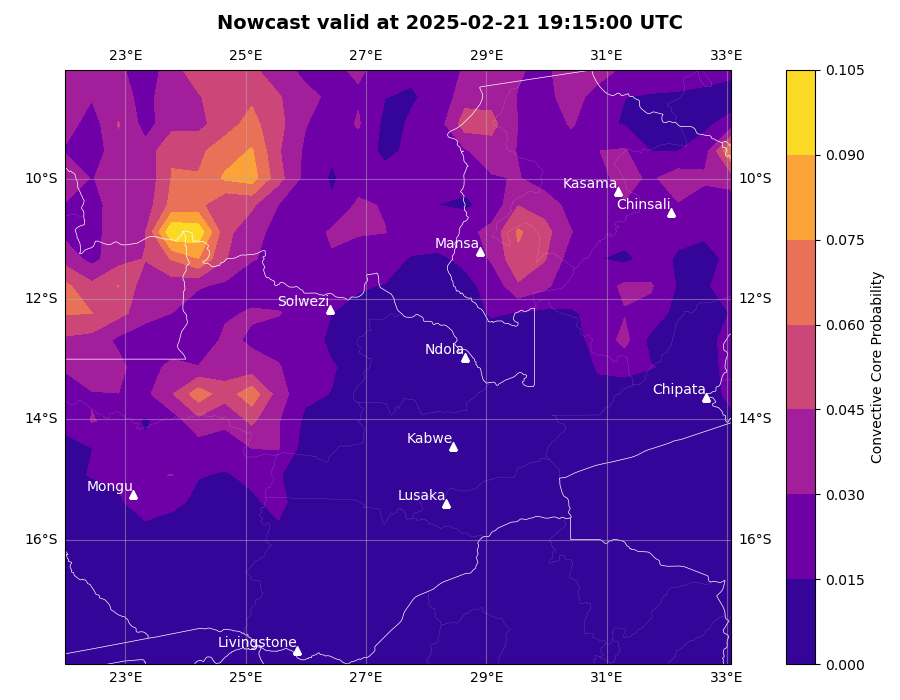 Nowcast valid at 2025-02-21 19:15:00 UTC
23°E 25°E 27°E 29°E 31°E 33°E
0.105
0.090
10°S 10°S
Kasama
Chinsali
Mansa
0.075
12°S 12°S
Solwezi
0.060
Ndola
Chipata
Convective Core Probability
0.045
14°S 14°S
Kabwe
Mongu
0.030
Lusaka
16°S 16°S
0.015
Livingstone
0.000
23°E 25°E 27°E 29°E 31°E 33°E